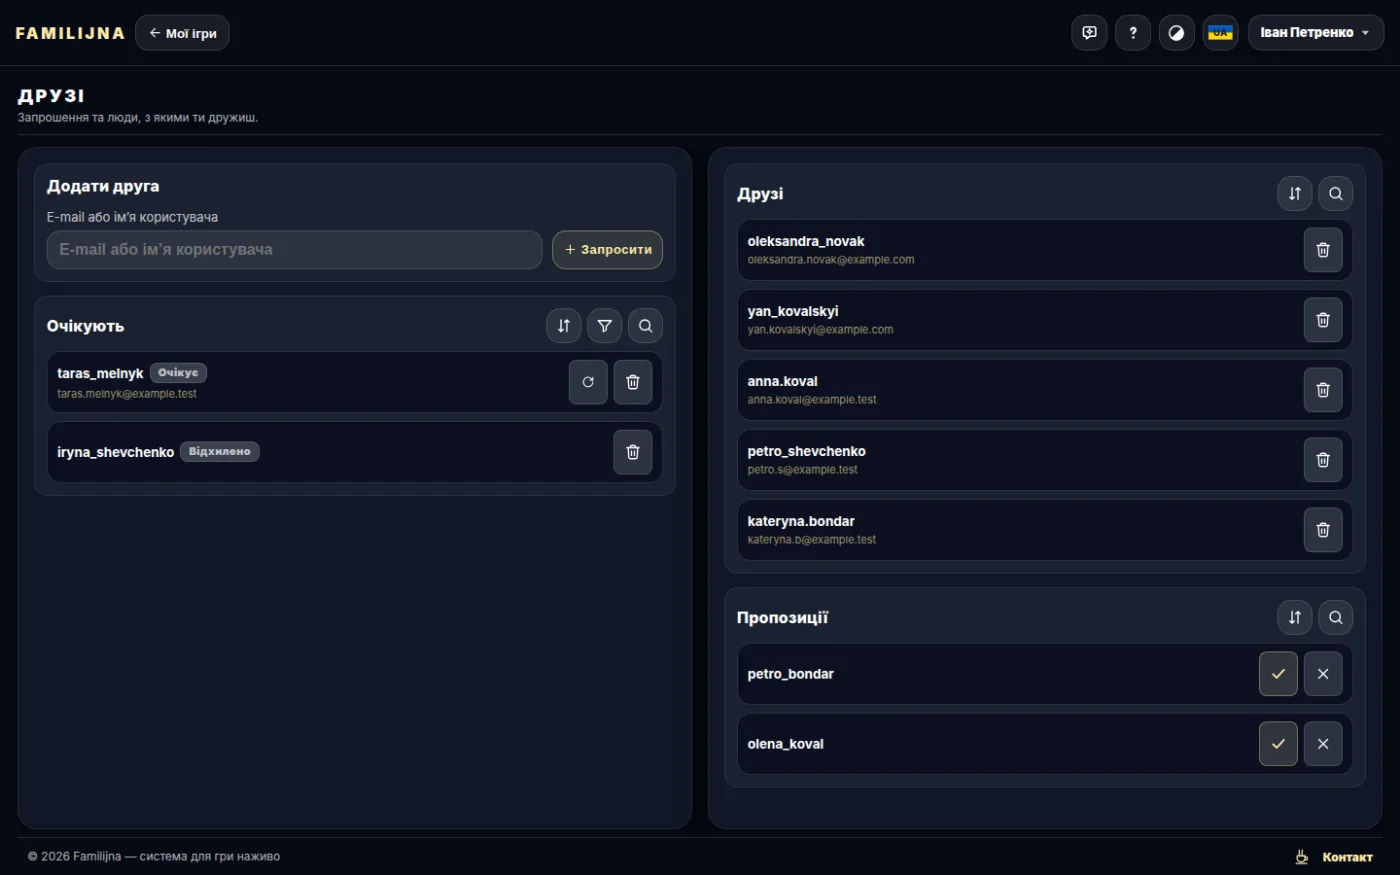 FAMILIJNA
← Мої ігри
?
UA
Іван Петренко
ДРУЗІ
Запрошення та люди, з якими ти дружиш.
Додати друга
E-mail або ім’я користувача
E-mail або ім’я користувача
+ Запросити
Очікують
taras_melnyk Очікує
taras.melnyk@example.test
iryna_shevchenko Відхилено
Друзі
oleksandra_novak
oleksandra.novak@example.com
yan_kovalskyi
yan.kovalskyi@example.com
anna.koval
anna.koval@example.test
petro_shevchenko
petro.s@example.test
kateryna.bondar
kateryna.b@example.test
Пропозиції
petro_bondar
olena_koval
© 2026 Familijna — система для гри наживо
Контакт